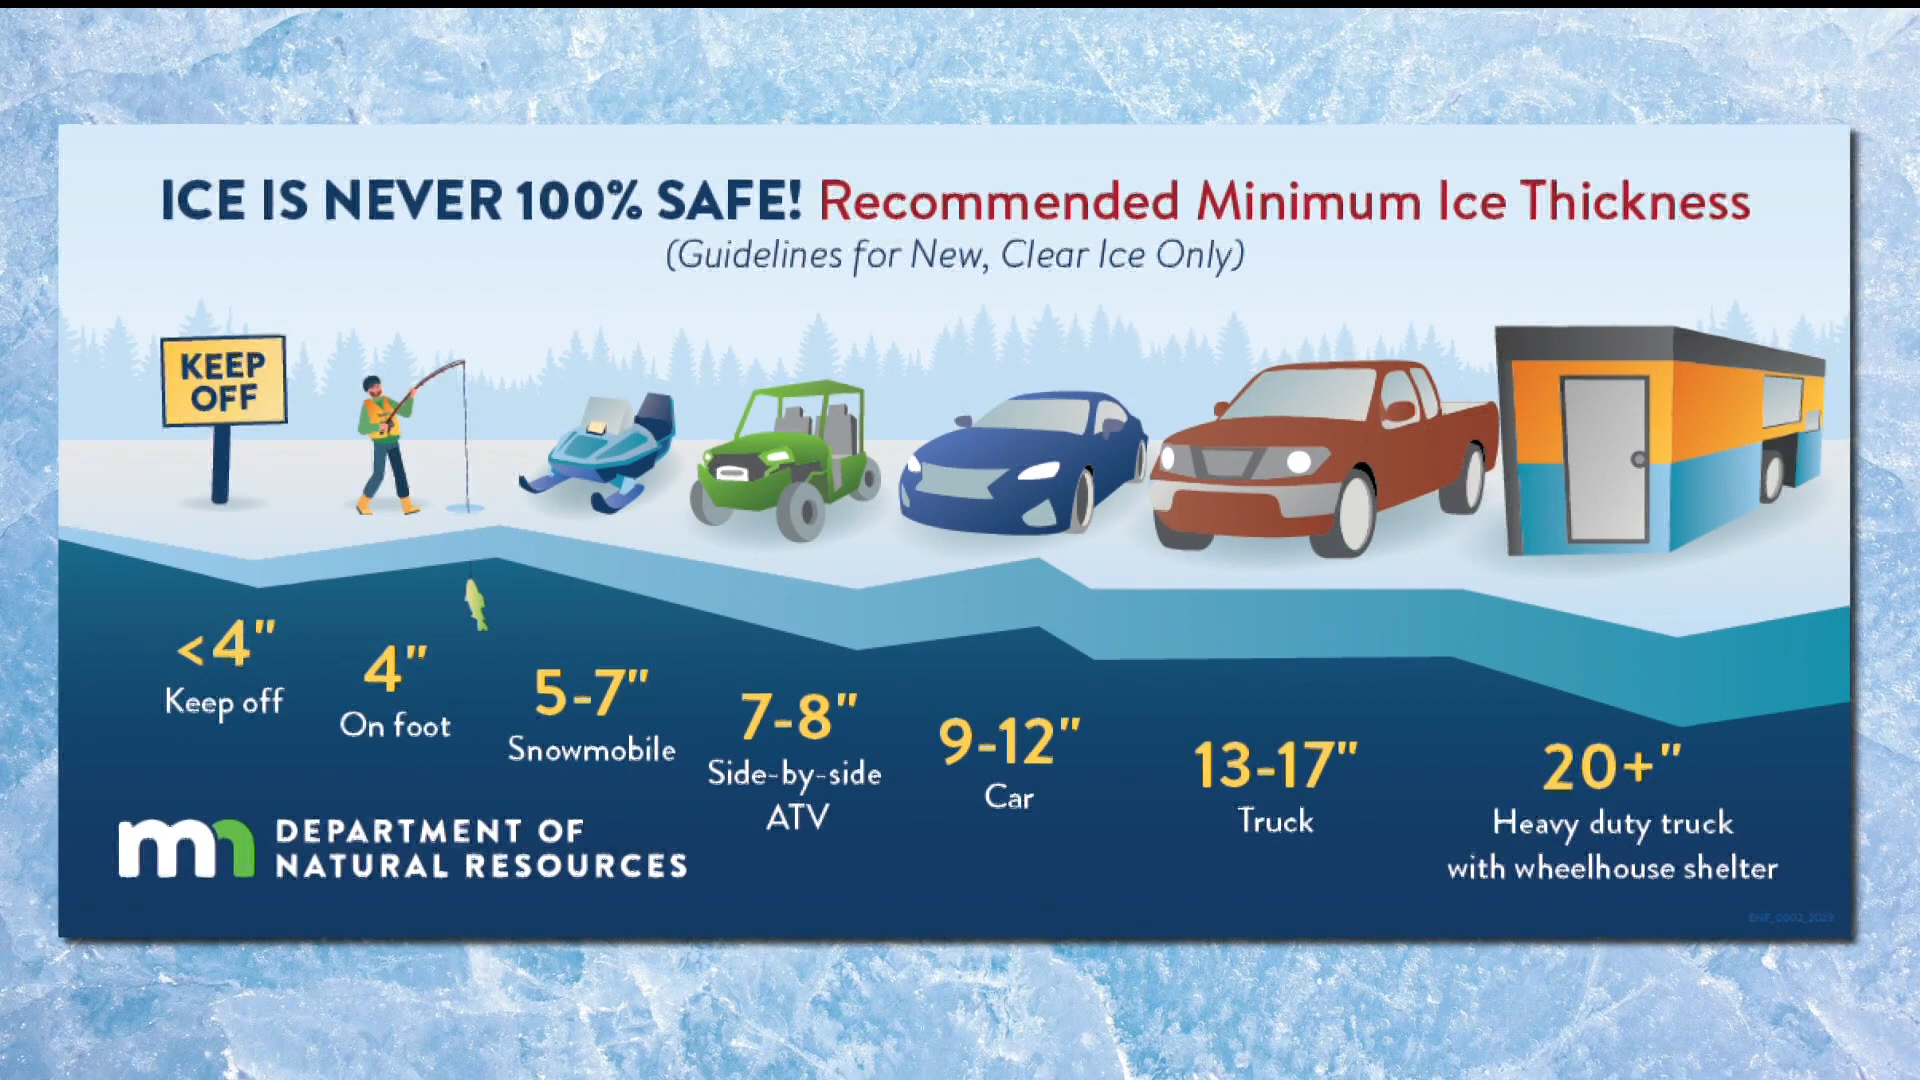 ICE IS NEVER 100% SAFE! Recommended Minimum Ice Thickness
(Guidelines for New, Clear Ice Only)
KEEP
OFF
<4"
Keep off
4"
On foot
5-7"
Snowmobile
7-8"
Side-by-side
ATV
9-12"
Car
13-17"
Truck
20+"
Heavy duty truck
with wheelhouse shelter
mn
DEPARTMENT OF
NATURAL RESOURCES
ENF_0002_2023